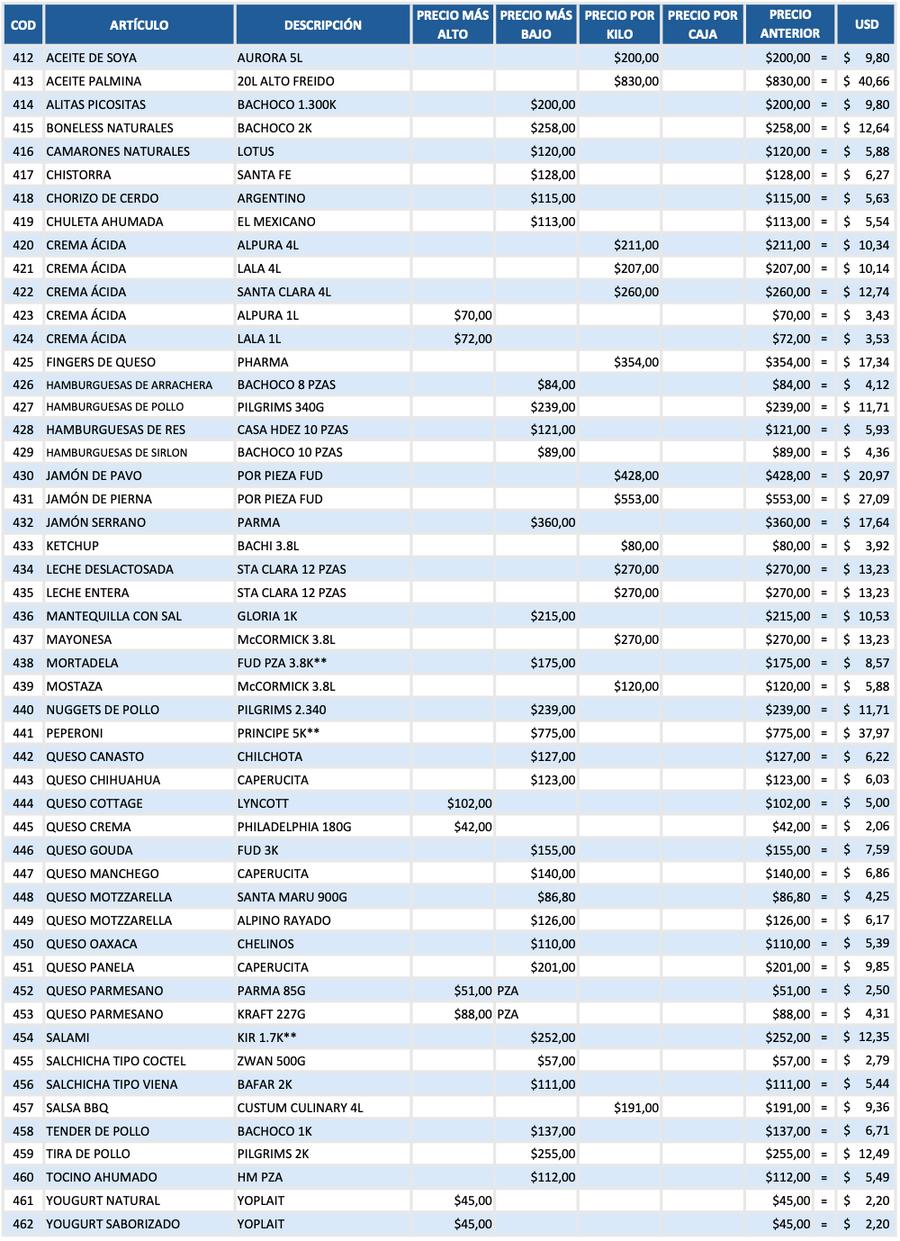 COD ARTÍCULO DESCRIPCIÓN PRECIO MÁS ALTO PRECIO MÁS BAJO PRECIO POR KILO PRECIO POR CAJA PRECIO ANTERIOR USD
412 ACEITE DE SOYA AURORA 5L $200,00 $200,00 = $ 9,80
413 ACEITE PALMINA 20L ALTO FREIDO $830,00 $830,00 = $ 40,66
414 ALITAS PICOSITAS BACHOCO 1.300K $200,00 $200,00 = $ 9,80
415 BONELESS NATURALES BACHOCO 2K $258,00 $258,00 = $ 12,64
416 CAMARONES NATURALES LOTUS $120,00 $120,00 = $ 5,88
417 CHISTORRA SANTA FE $128,00 $128,00 = $ 6,27
418 CHORIZO DE CERDO ARGENTINO $115,00 $115,00 = $ 5,63
419 CHULETA AHUMADA EL MEXICANO $113,00 $113,00 = $ 5,54
420 CREMA ÁCIDA ALPURA 4L $211,00 $211,00 = $ 10,34
421 CREMA ÁCIDA LALA 4L $207,00 $207,00 = $ 10,14
422 CREMA ÁCIDA SANTA CLARA 4L $260,00 $260,00 = $ 12,74
423 CREMA ÁCIDA ALPURA 1L $70,00 $70,00 = $ 3,43
424 CREMA ÁCIDA LALA 1L $72,00 $72,00 = $ 3,53
425 FINGERS DE QUESO PHARMA $354,00 $354,00 = $ 17,34
426 HAMBURGUESAS DE ARRACHERA BACHOCO 8 PZAS $84,00 $84,00 = $ 4,12
427 HAMBURGUESAS DE POLLO PILGRIMS 340G $239,00 $239,00 = $ 11,71
428 HAMBURGUESAS DE RES CASA HDEZ 10 PZAS $121,00 $121,00 = $ 5,93
429 HAMBURGUESAS DE SIRLON BACHOCO 10 PZAS $89,00 $89,00 = $ 4,36
430 JAMÓN DE PAVO POR PIEZA FUD $428,00 $428,00 = $ 20,97
431 JAMÓN DE PIERNA POR PIEZA FUD $553,00 $553,00 = $ 27,09
432 JAMÓN SERRANO PARMA $360,00 $360,00 = $ 17,64
433 KETCHUP BACHI 3.8L $80,00 $80,00 = $ 3,92
434 LECHE DESLACTOSADA STA CLARA 12 PZAS $270,00 $270,00 = $ 13,23
435 LECHE ENTERA STA CLARA 12 PZAS $270,00 $270,00 = $ 13,23
436 MANTEQUILLA CON SAL GLORIA 1K $215,00 $215,00 = $ 10,53
437 MAYONESA McCORMICK 3.8L $270,00 $270,00 = $ 13,23
438 MORTADELA FUD PZA 3.8K** $175,00 $175,00 = $ 8,57
439 MOSTAZA McCORMICK 3.8L $120,00 $120,00 = $ 5,88
440 NUGGETS DE POLLO PILGRIMS 2.340 $239,00 $239,00 = $ 11,71
441 PEPERONI PRINCIPE 5K** $775,00 $775,00 = $ 37,97
442 QUESO CANASTO CHILCHOTA $127,00 $127,00 = $ 6,22
443 QUESO CHIHUAHUA CAPERUCITA $123,00 $123,00 = $ 6,03
444 QUESO COTTAGE LYNCOTT $102,00 $102,00 = $ 5,00
445 QUESO CREMA PHILADELPHIA 180G $42,00 $42,00 = $ 2,06
446 QUESO GOUDA FUD 3K $155,00 $155,00 = $ 7,59
447 QUESO MANCHEGO CAPERUCITA $140,00 $140,00 = $ 6,86
448 QUESO MOTZZARELLA SANTA MARU 900G $86,80 $86,80 = $ 4,25
449 QUESO MOTZZARELLA ALPINO RAYADO $126,00 $126,00 = $ 6,17
450 QUESO OAXACA CHELINOS $110,00 $110,00 = $ 5,39
451 QUESO PANELA CAPERUCITA $201,00 $201,00 = $ 9,85
452 QUESO PARMESANO PARMA 85G $51,00 PZA $51,00 = $ 2,50
453 QUESO PARMESANO KRAFT 227G $88,00 PZA $88,00 = $ 4,31
454 SALAMI KIR 1.7K** $252,00 $252,00 = $ 12,35
455 SALCHICHA TIPO COCTEL ZWAN 500G $57,00 $57,00 = $ 2,79
456 SALCHICHA TIPO VIENA BAFAR 2K $111,00 $111,00 = $ 5,44
457 SALSA BBQ CUSTUM CULINARY 4L $191,00 $191,00 = $ 9,36
458 TENDER DE POLLO BACHOCO 1K $137,00 $137,00 = $ 6,71
459 TIRA DE POLLO PILGRIMS 2K $255,00 $255,00 = $ 12,49
460 TOCINO AHUMADO HM PZA $112,00 $112,00 = $ 5,49
461 YOUGURT NATURAL YOPLAIT $45,00 $45,00 = $ 2,20
462 YOUGURT SABORIZADO YOPLAIT $45,00 $45,00 = $ 2,20